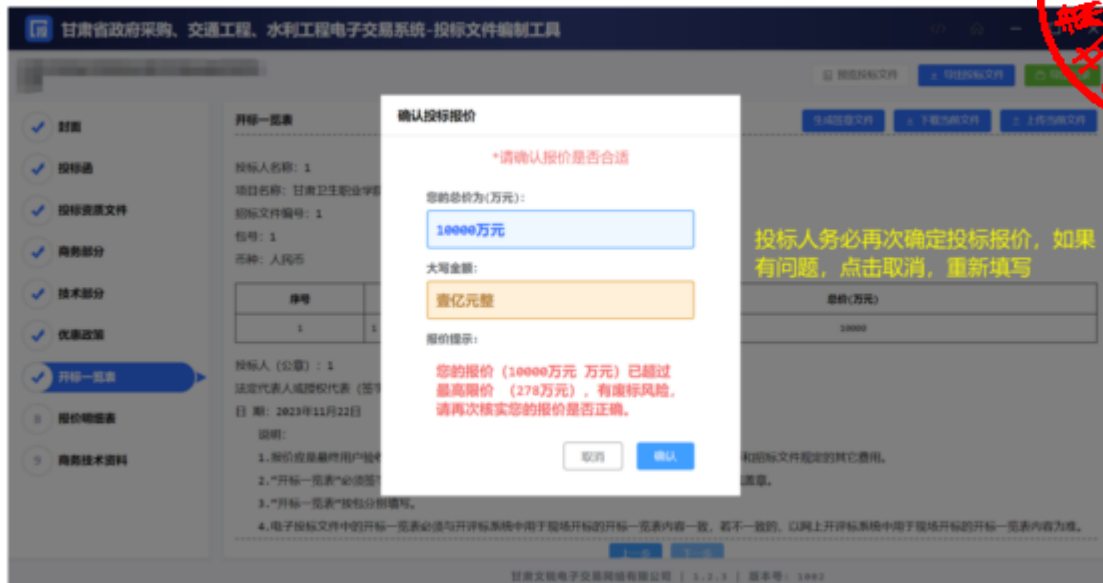 甘肃省政府采购、交通工程、水利工程电子交易系统-投标文件编制工具
预览投标文件
导出投标文件
封面
投标函
投标资质文件
商务部分
技术部分
优惠政策
开标一览表
8 报价明细表
9 商务技术资料
开标一览表
生成签章文件
下载当前文件
上传当前文件
投标人名称：1
项目名称：甘肃卫生职业学院
招标文件编号：1
包号：1
币种：人民币
序号
总价(万元)
1
1
10000
投标人（公章）：1
法定代表人或授权代表（签字
日 期：2023年11月22日
说明：
1.报价应是最终用户验收
和招标文件规定的其它费用。
2.“开标一览表”必须签
盖章。
3.“开标一览表”按包分别填写。
4.电子投标文件中的开标一览表必须与开评标系统中用于现场开标的开标一览表内容一致，若不一致的，以网上开评标系统中用于现场开标的开标一览表内容为准。
上一步
下一步
确认投标报价
*请确认报价是否合适
您的总价为(万元):
10000万元
大写金额:
壹亿元整
报价提示:
您的报价（10000万元 万元）已超过
最高限价 （278万元）, 有废标风险,
请再次核实您的报价是否正确。
取消
确认
投标人务必再次确定投标报价，如果
有问题，点击取消，重新填写
甘肃文锐电子交易网络有限公司 | 1.2.3 | 版本号: 1002